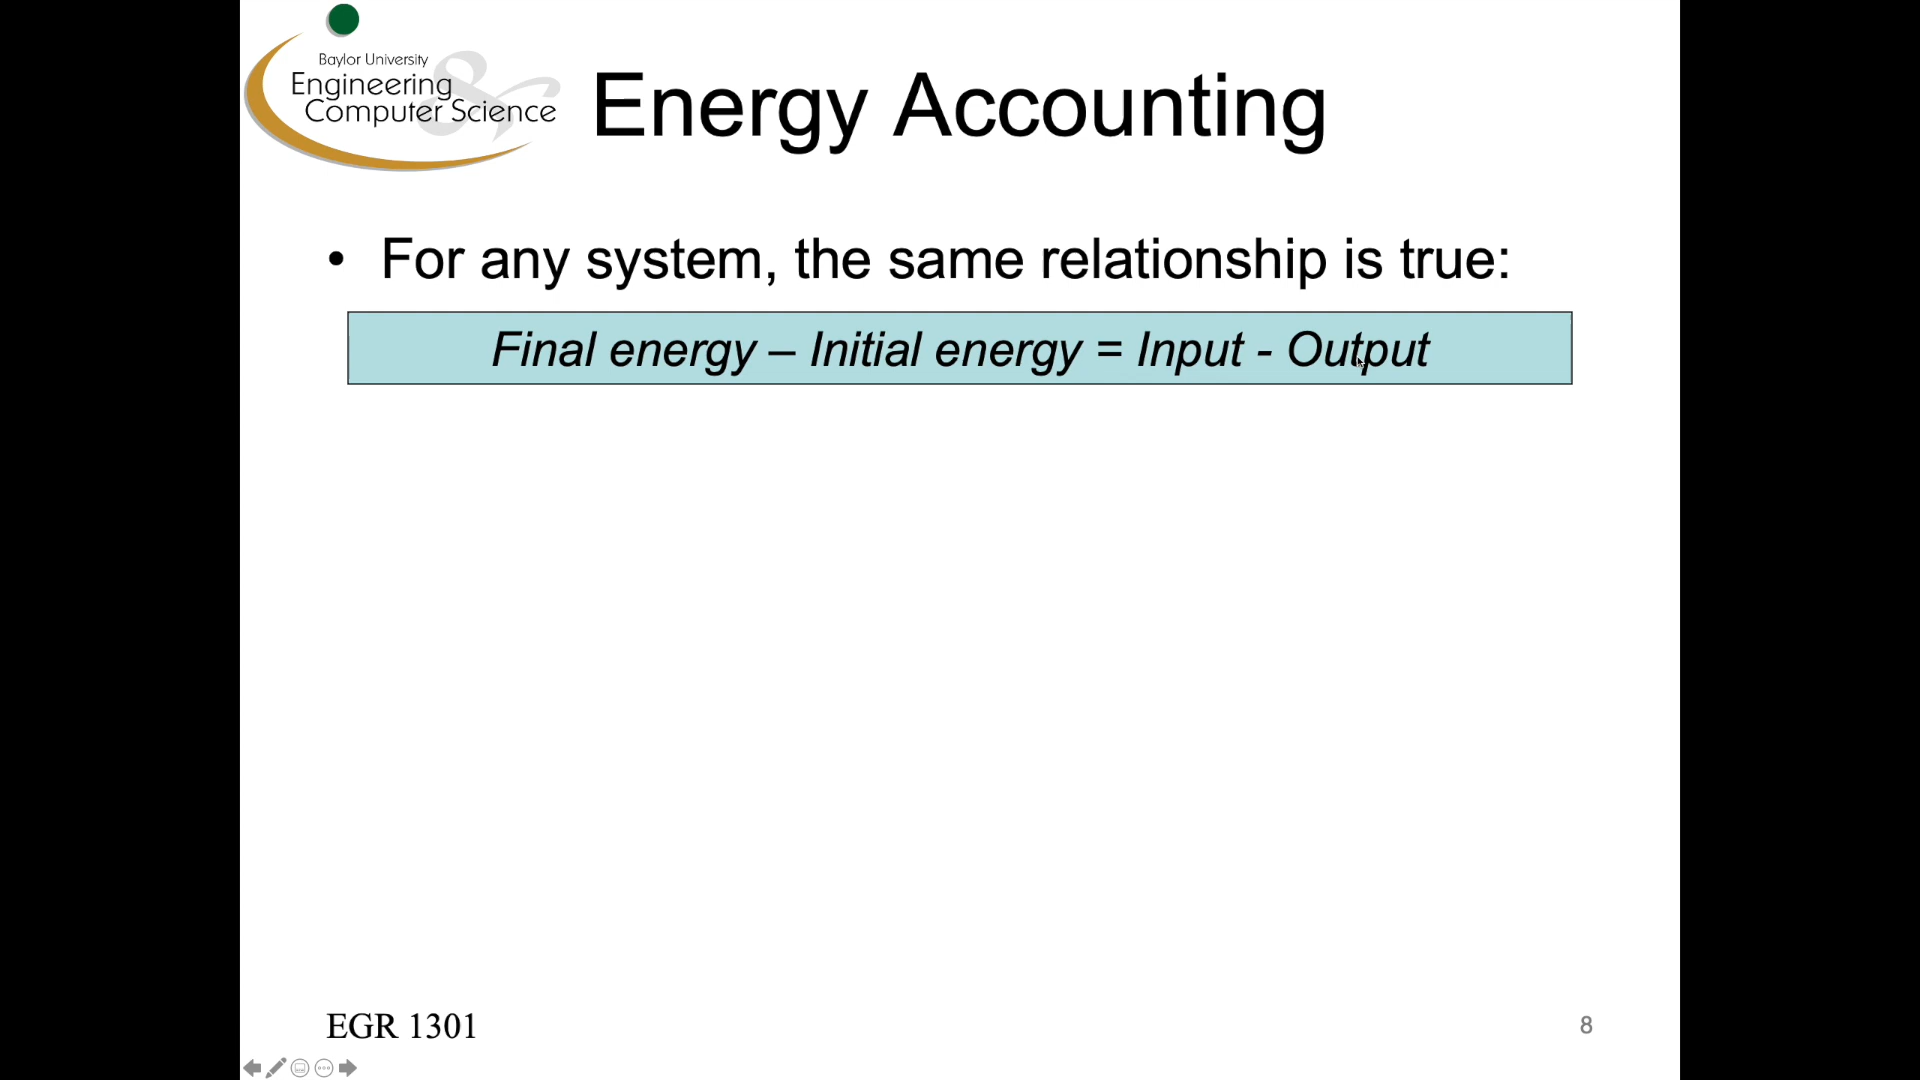 Baylor University
Engineering &
Computer Science
Energy Accounting
• For any system, the same relationship is true:
Final energy – Initial energy = Input - Output
EGR 1301
8